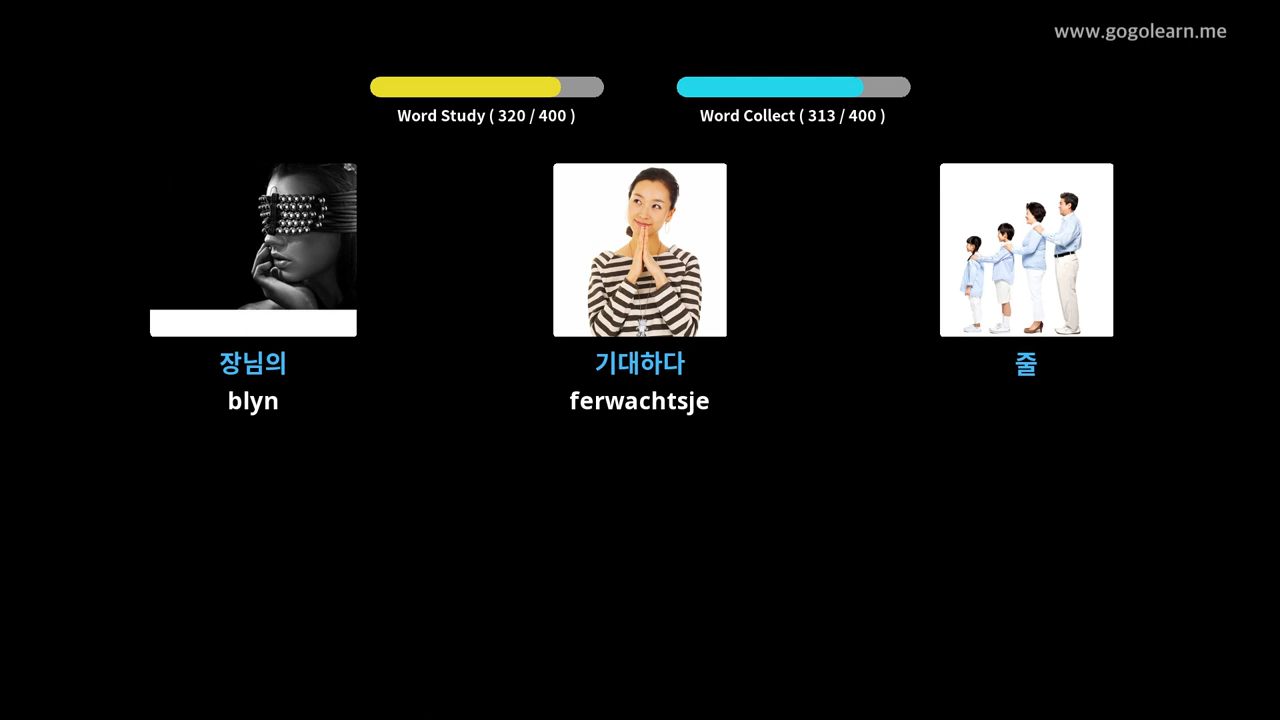 www.gogolearn.me
Word Study ( 320 / 400 )
Word Collect ( 313 / 400 )
장님의
blyn
기대하다
ferwachtsje
줄